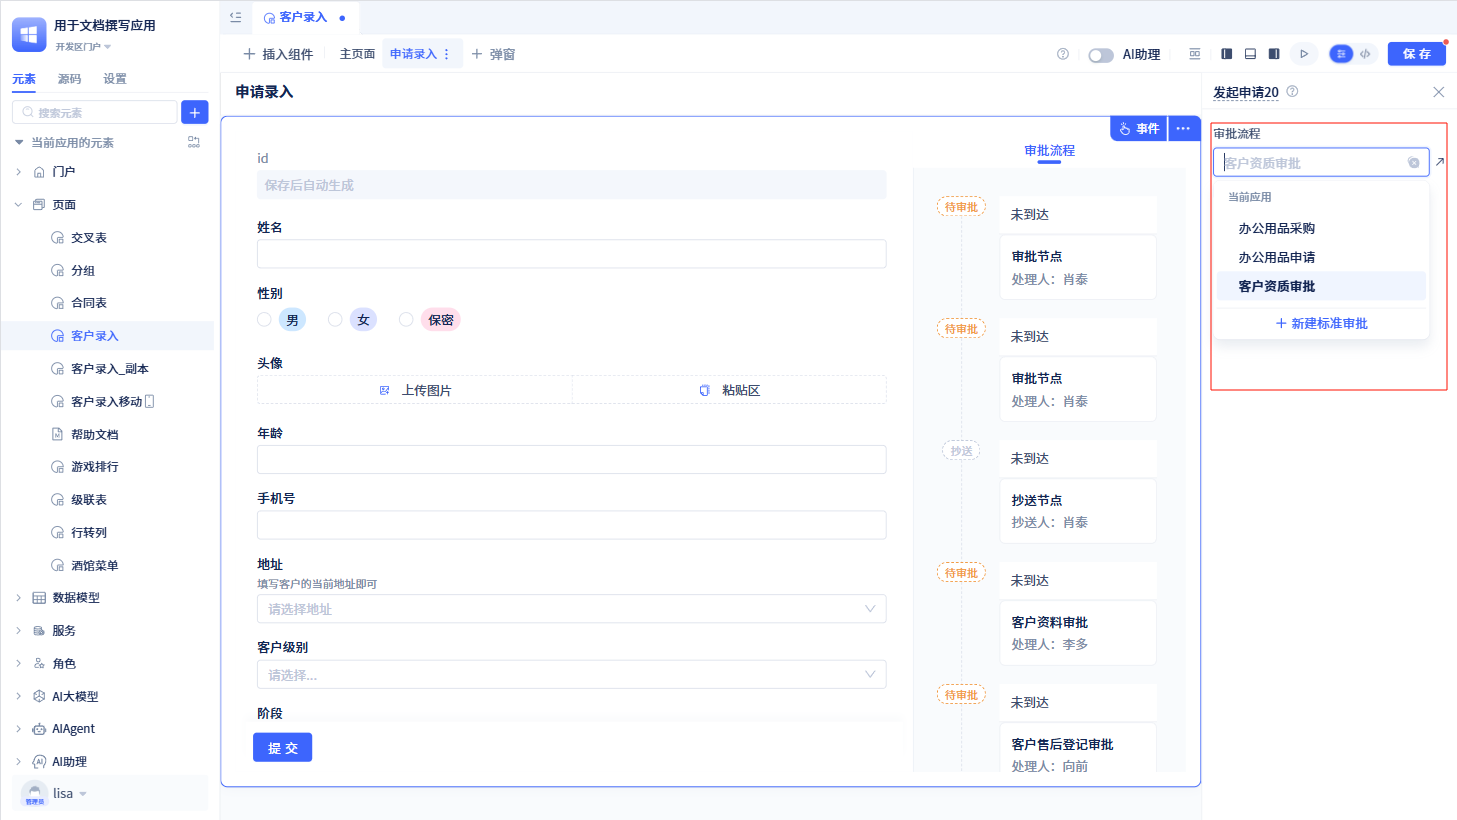 用于文档撰写应用
开发区门户
元素 源码 设置
搜索元素
当前应用的元素
门户
页面
交叉表
分组
合同表
客户录入
客户录入_副本
客户录入移动
帮助文档
游戏排行
级联表
行转列
酒馆菜单
数据模型
服务
角色
AI大模型
AIAgent
AI助理
管理员
lisa
客户录入
插入组件 主页面 申请录入 弹窗
AI助理
保存
申请录入
事件
id
保存后自动生成
姓名
性别
男 女 保密
头像
上传图片 粘贴区
年龄
手机号
地址
填写客户的当前地址即可
请选择地址
客户级别
请选择...
阶段
提交
审批流程
待审批 未到达
审批节点
处理人：肖泰
待审批 未到达
审批节点
处理人：肖泰
抄送 未到达
抄送节点
抄送人：肖泰
待审批 未到达
客户资料审批
处理人：李多
待审批 未到达
客户售后登记审批
处理人：向前
发起申请20
审批流程
客户资质审批
当前应用
办公用品采购
办公用品申请
客户资质审批
新建标准审批